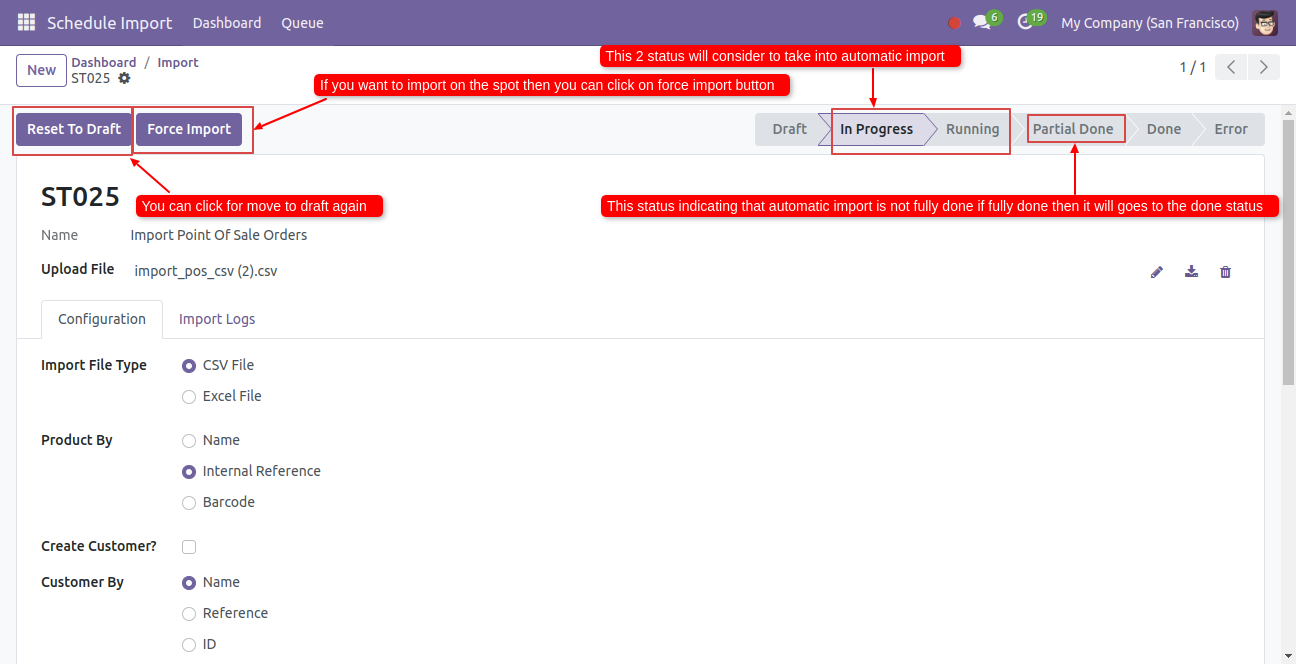 Schedule Import Dashboard Queue 6 19 My Company (San Francisco)
New Dashboard / Import
ST025
1 / 1
This 2 status will consider to take into automatic import
If you want to import on the spot then you can click on force import button
Reset To Draft Force Import Draft In Progress Running Partial Done Done Error
ST025
You can click for move to draft again
This status indicating that automatic import is not fully done if fully done then it will goes to the done status
Name Import Point Of Sale Orders
Upload File import_pos_csv (2).csv
Configuration Import Logs
Import File Type CSV File
Excel File
Product By Name
Internal Reference
Barcode
Create Customer?
Customer By Name
Reference
ID